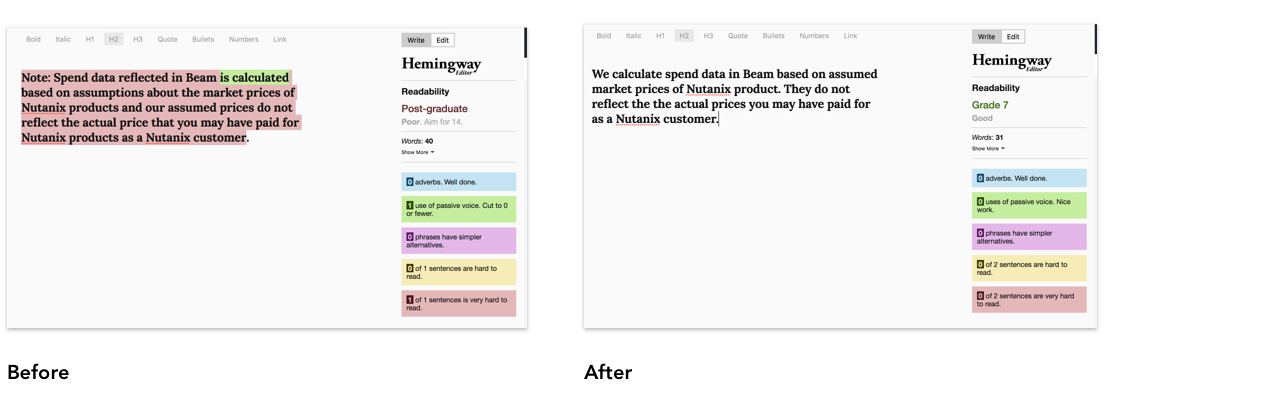 Bold Italic H1 H2 H3 Quote Bullets Numbers Link
Write Edit
Note: Spend data reflected in Beam is calculated
based on assumptions about the market prices of
Nutanix products and our assumed prices do not
reflect the actual price that you may have paid for
Nutanix products as a Nutanix customer.
Hemingway
Editor
Readability
Post-graduate
Poor. Aim for 14.
Words: 40
Show More
0 adverbs. Well done.
1 use of passive voice. Cut to 0
or fewer.
0 phrases have simpler
alternatives.
0 of 1 sentences are hard to
read.
1 of 1 sentences is very hard to
read.
Before
Bold Italic H1 H2 H3 Quote Bullets Numbers Link
Write Edit
We calculate spend data in Beam based on assumed
market prices of Nutanix product. They do not
reflect the the actual prices you may have paid for
as a Nutanix customer.
Hemingway
Editor
Readability
Grade 7
Good
Words: 31
Show More
0 adverbs. Well done.
0 uses of passive voice. Nice
work.
0 phrases have simpler
alternatives.
0 of 2 sentences are hard to
read.
0 of 2 sentences are very hard
to read.
After